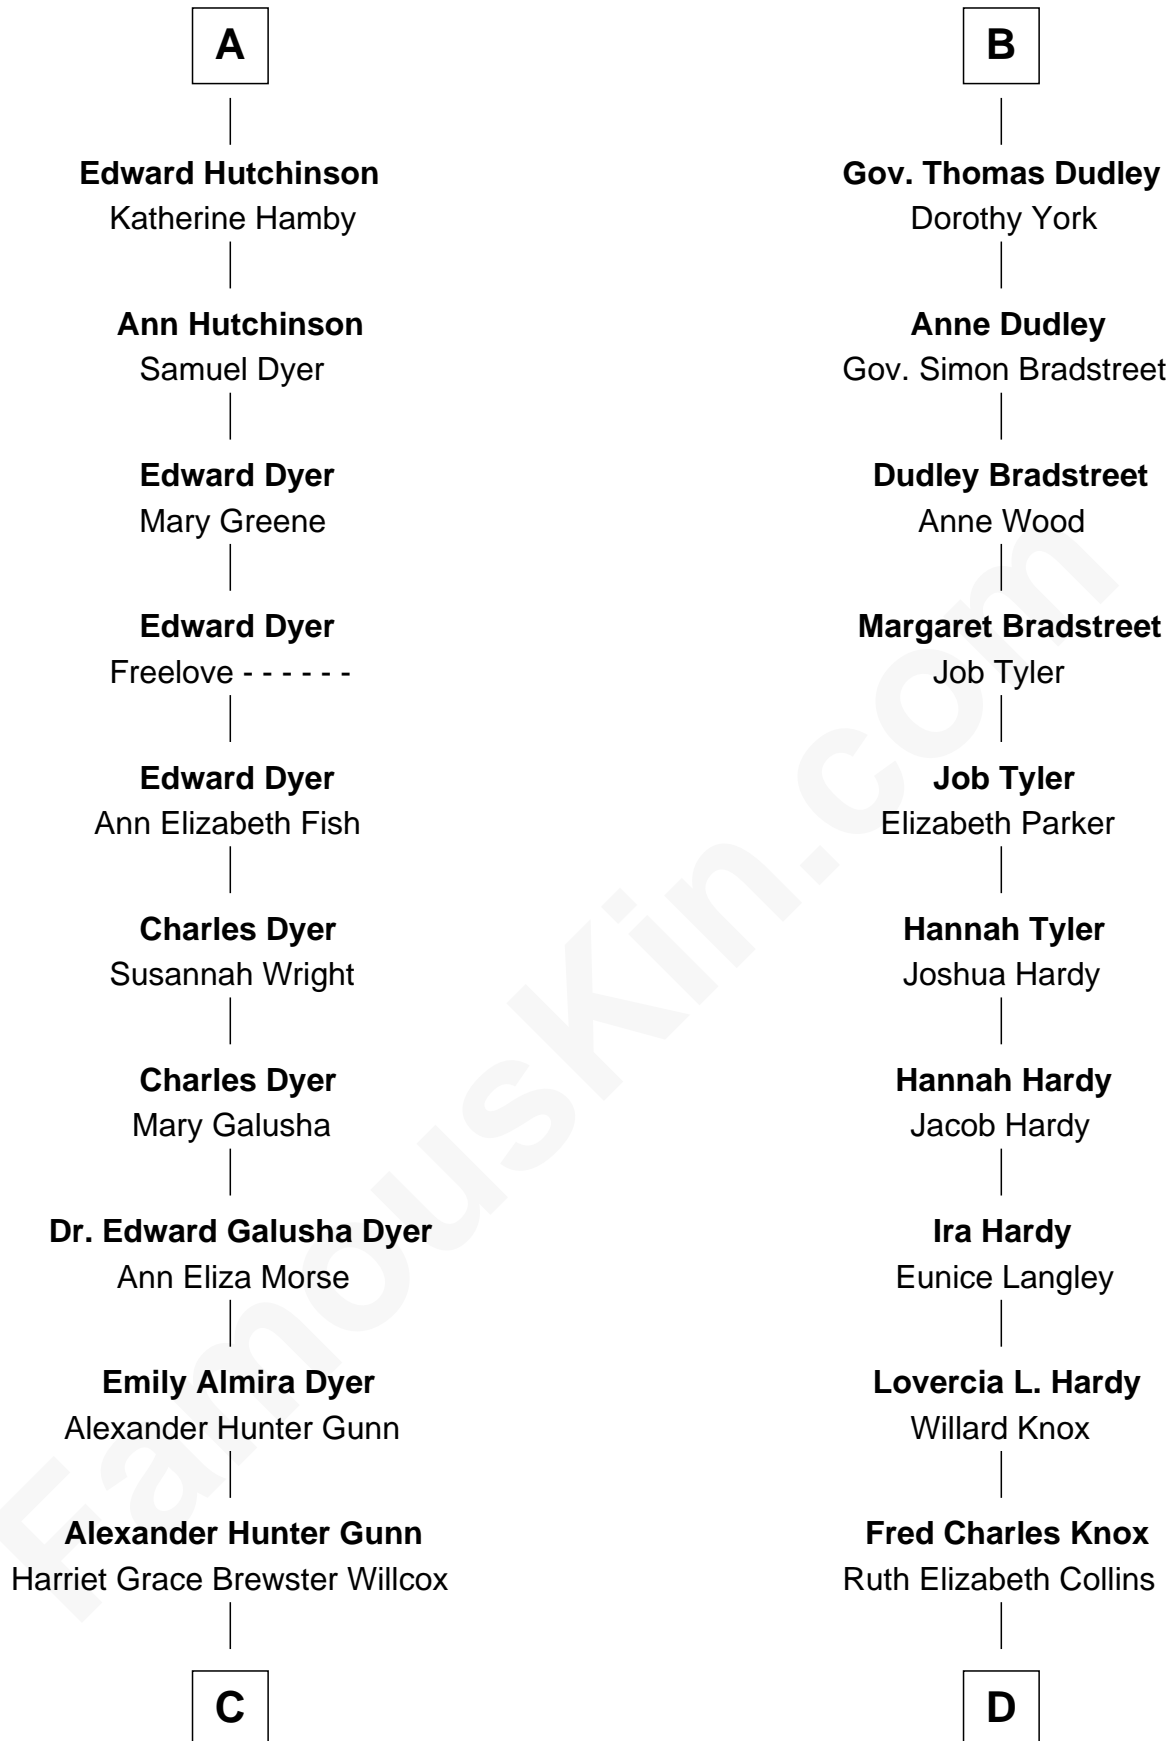 A
Edward Hutchinson
Katherine Hamby
Ann Hutchinson
Samuel Dyer
Edward Dyer
Mary Greene
Edward Dyer
Freelove - - - - - -
Edward Dyer
Ann Elizabeth Fish
Charles Dyer
Susannah Wright
Charles Dyer
Mary Galusha
Dr. Edward Galusha Dyer
Ann Eliza Morse
Emily Almira Dyer
Alexander Hunter Gunn
Alexander Hunter Gunn
Harriet Grace Brewster Willcox
C
B
Gov. Thomas Dudley
Dorothy York
Anne Dudley
Gov. Simon Bradstreet
Dudley Bradstreet
Anne Wood
Margaret Bradstreet
Job Tyler
Job Tyler
Elizabeth Parker
Hannah Tyler
Joshua Hardy
Hannah Hardy
Jacob Hardy
Ira Hardy
Eunice Langley
Lovercia L. Hardy
Willard Knox
Fred Charles Knox
Ruth Elizabeth Collins
D
FamousKin.com